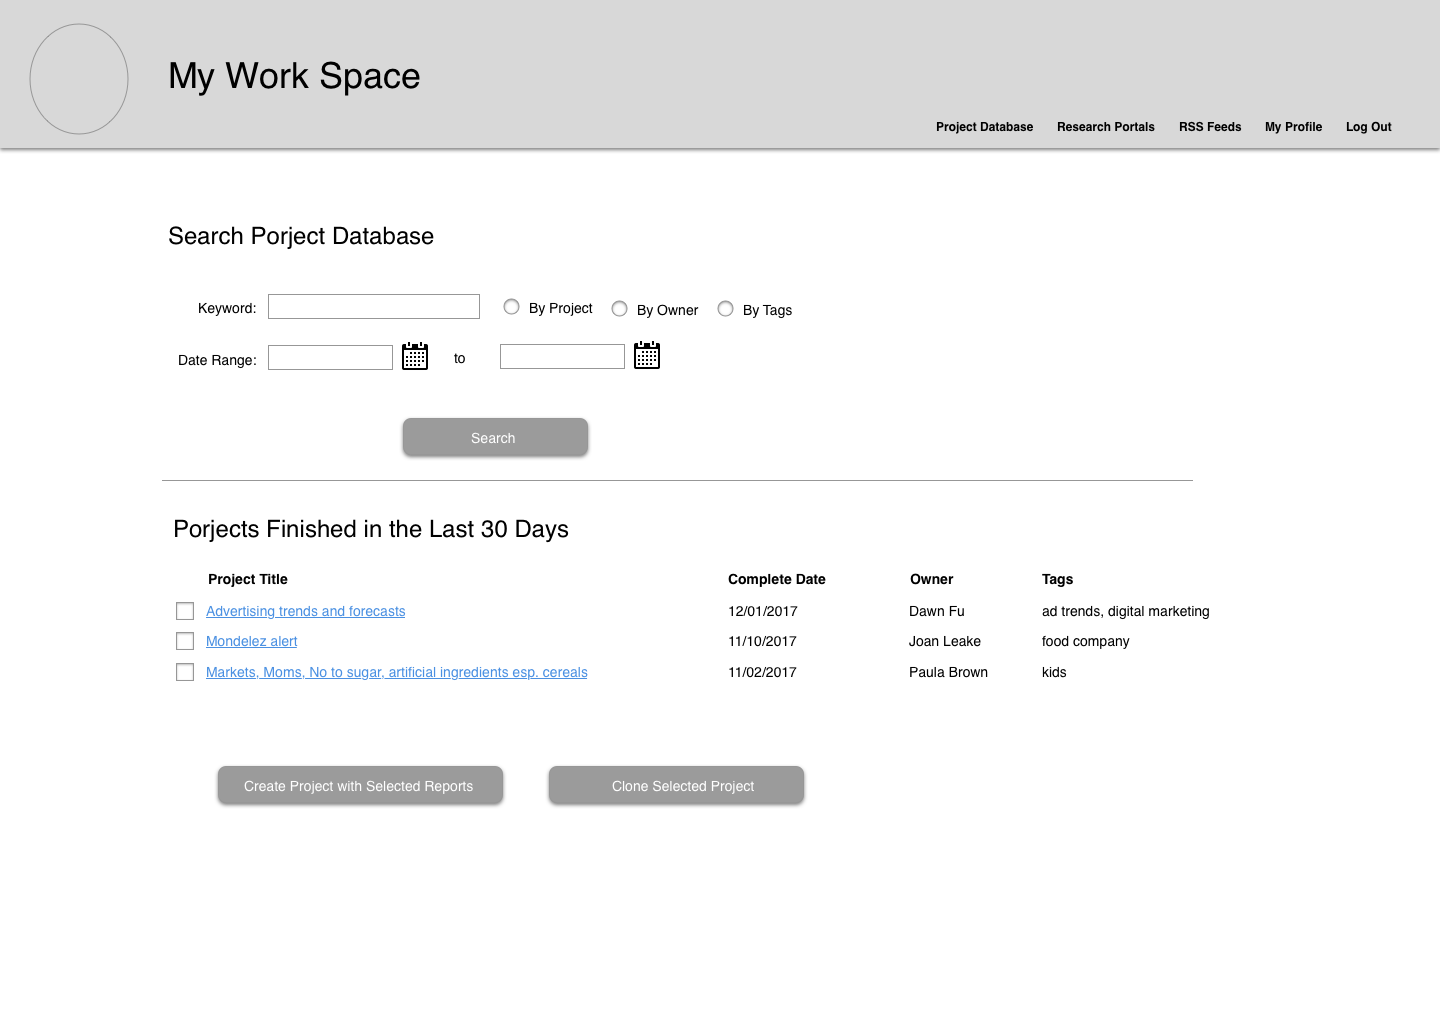 My Work Space
Project Database Research Portals RSS Feeds My Profile Log Out
Search Porject Database
Keyword: By Project By Owner By Tags
Date Range: to
Search
Porjects Finished in the Last 30 Days
Project Title Complete Date Owner Tags
Advertising trends and forecasts 12/01/2017 Dawn Fu ad trends, digital marketing
Mondelez alert 11/10/2017 Joan Leake food company
Markets, Moms, No to sugar, artificial ingredients esp. cereals 11/02/2017 Paula Brown kids
Create Project with Selected Reports Clone Selected Project